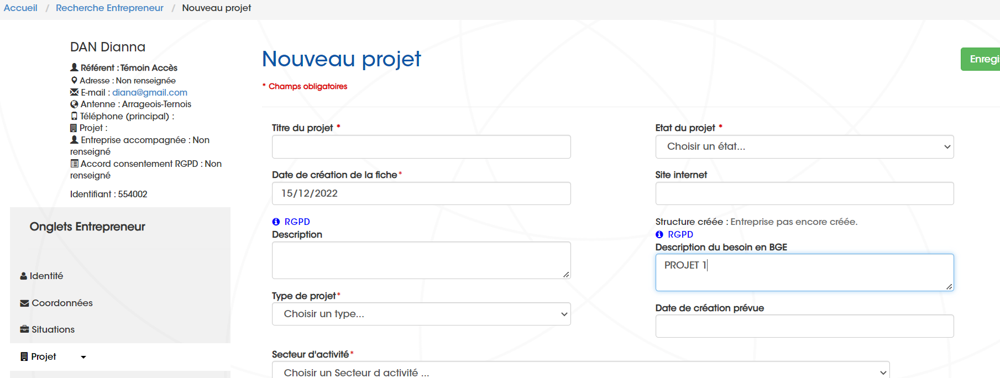 Accueil / Recherche Entrepreneur / Nouveau projet
DAN Dianna
Référent : Témoin Accès
Adresse : Non renseignée
E-mail : diana@gmail.com
Antenne : Arrageois-Ternois
Téléphone (principal) :
Projet :
Entreprise accompagnée : Non
renseigné
Accord consentement RGPD : Non
renseigné
Identifiant : 554002
Onglets Entrepreneur
Identité
Coordonnées
Situations
Projet
Nouveau projet
Enregi
* Champs obligatoires
Titre du projet *
Etat du projet *
Choisir un état...
Date de création de la fiche*
15/12/2022
Site internet
RGPD
Description
Structure créée : Entreprise pas encore créée.
RGPD
Description du besoin en BGE
PROJET 1
Type de projet*
Choisir un type...
Date de création prévue
Secteur d'activité*
Choisir un Secteur d activité ...